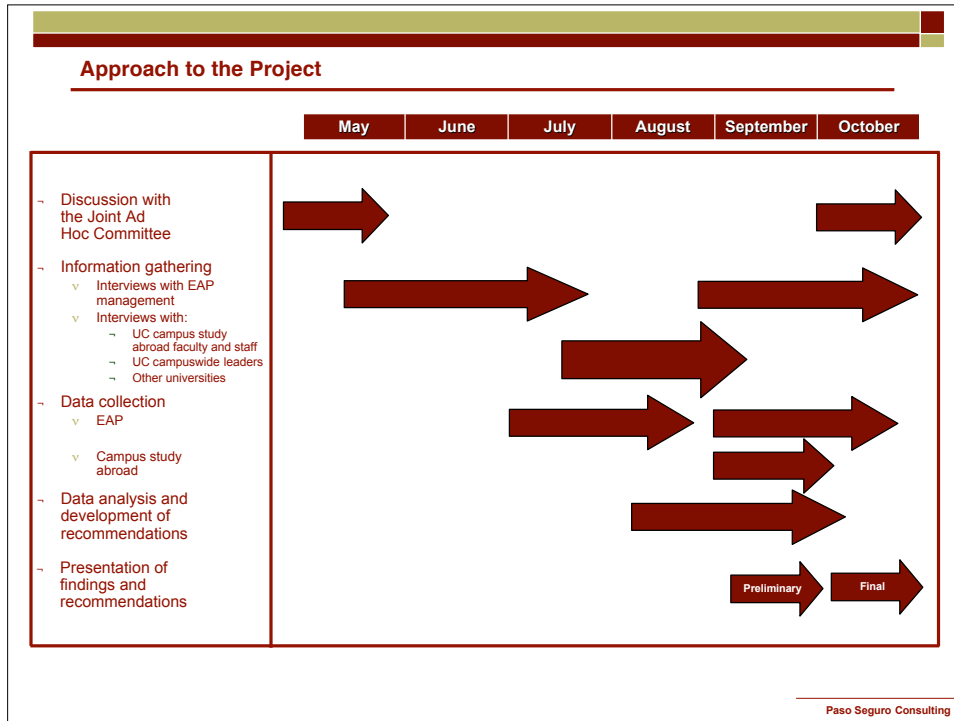 Approach to the Project
May June July August September October
¬ Discussion with
the Joint Ad
Hoc Committee
¬ Information gathering
ν Interviews with EAP
management
ν Interviews with:
¬ UC campus study
abroad faculty and staff
¬ UC campuswide leaders
¬ Other universities
¬ Data collection
ν EAP
ν Campus study
abroad
¬ Data analysis and
development of
recommendations
¬ Presentation of
findings and
recommendations
Preliminary
Final
Paso Seguro Consulting